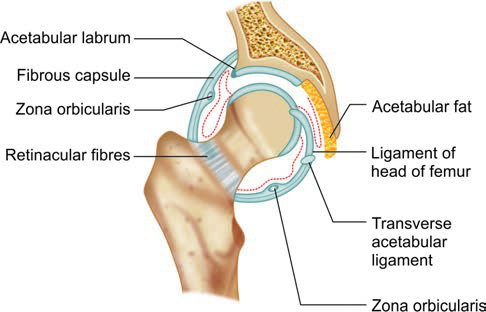 Acetabular labrum
Fibrous capsule
Zona orbicularis
Retinacular fibres
Acetabular fat
Ligament of
head of femur
Transverse
acetabular
ligament
Zona orbicularis